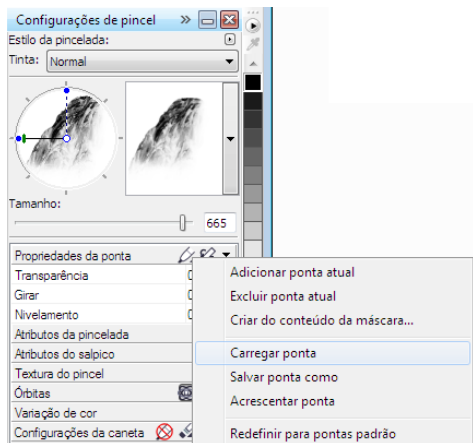 Configurações de pincel
Estilo da pincelada:
Tinta: Normal
Tamanho:
665
Propriedades da ponta
Transparência
Girar
Nivelamento
Atributos da pincelada
Atributos do salpico
Textura do pincel
Órbitas
Variação de cor
Configurações da caneta
Adicionar ponta atual
Excluir ponta atual
Criar do conteúdo da máscara...
Carregar ponta
Salvar ponta como
Acrescentar ponta
Redefinir para pontas padrão